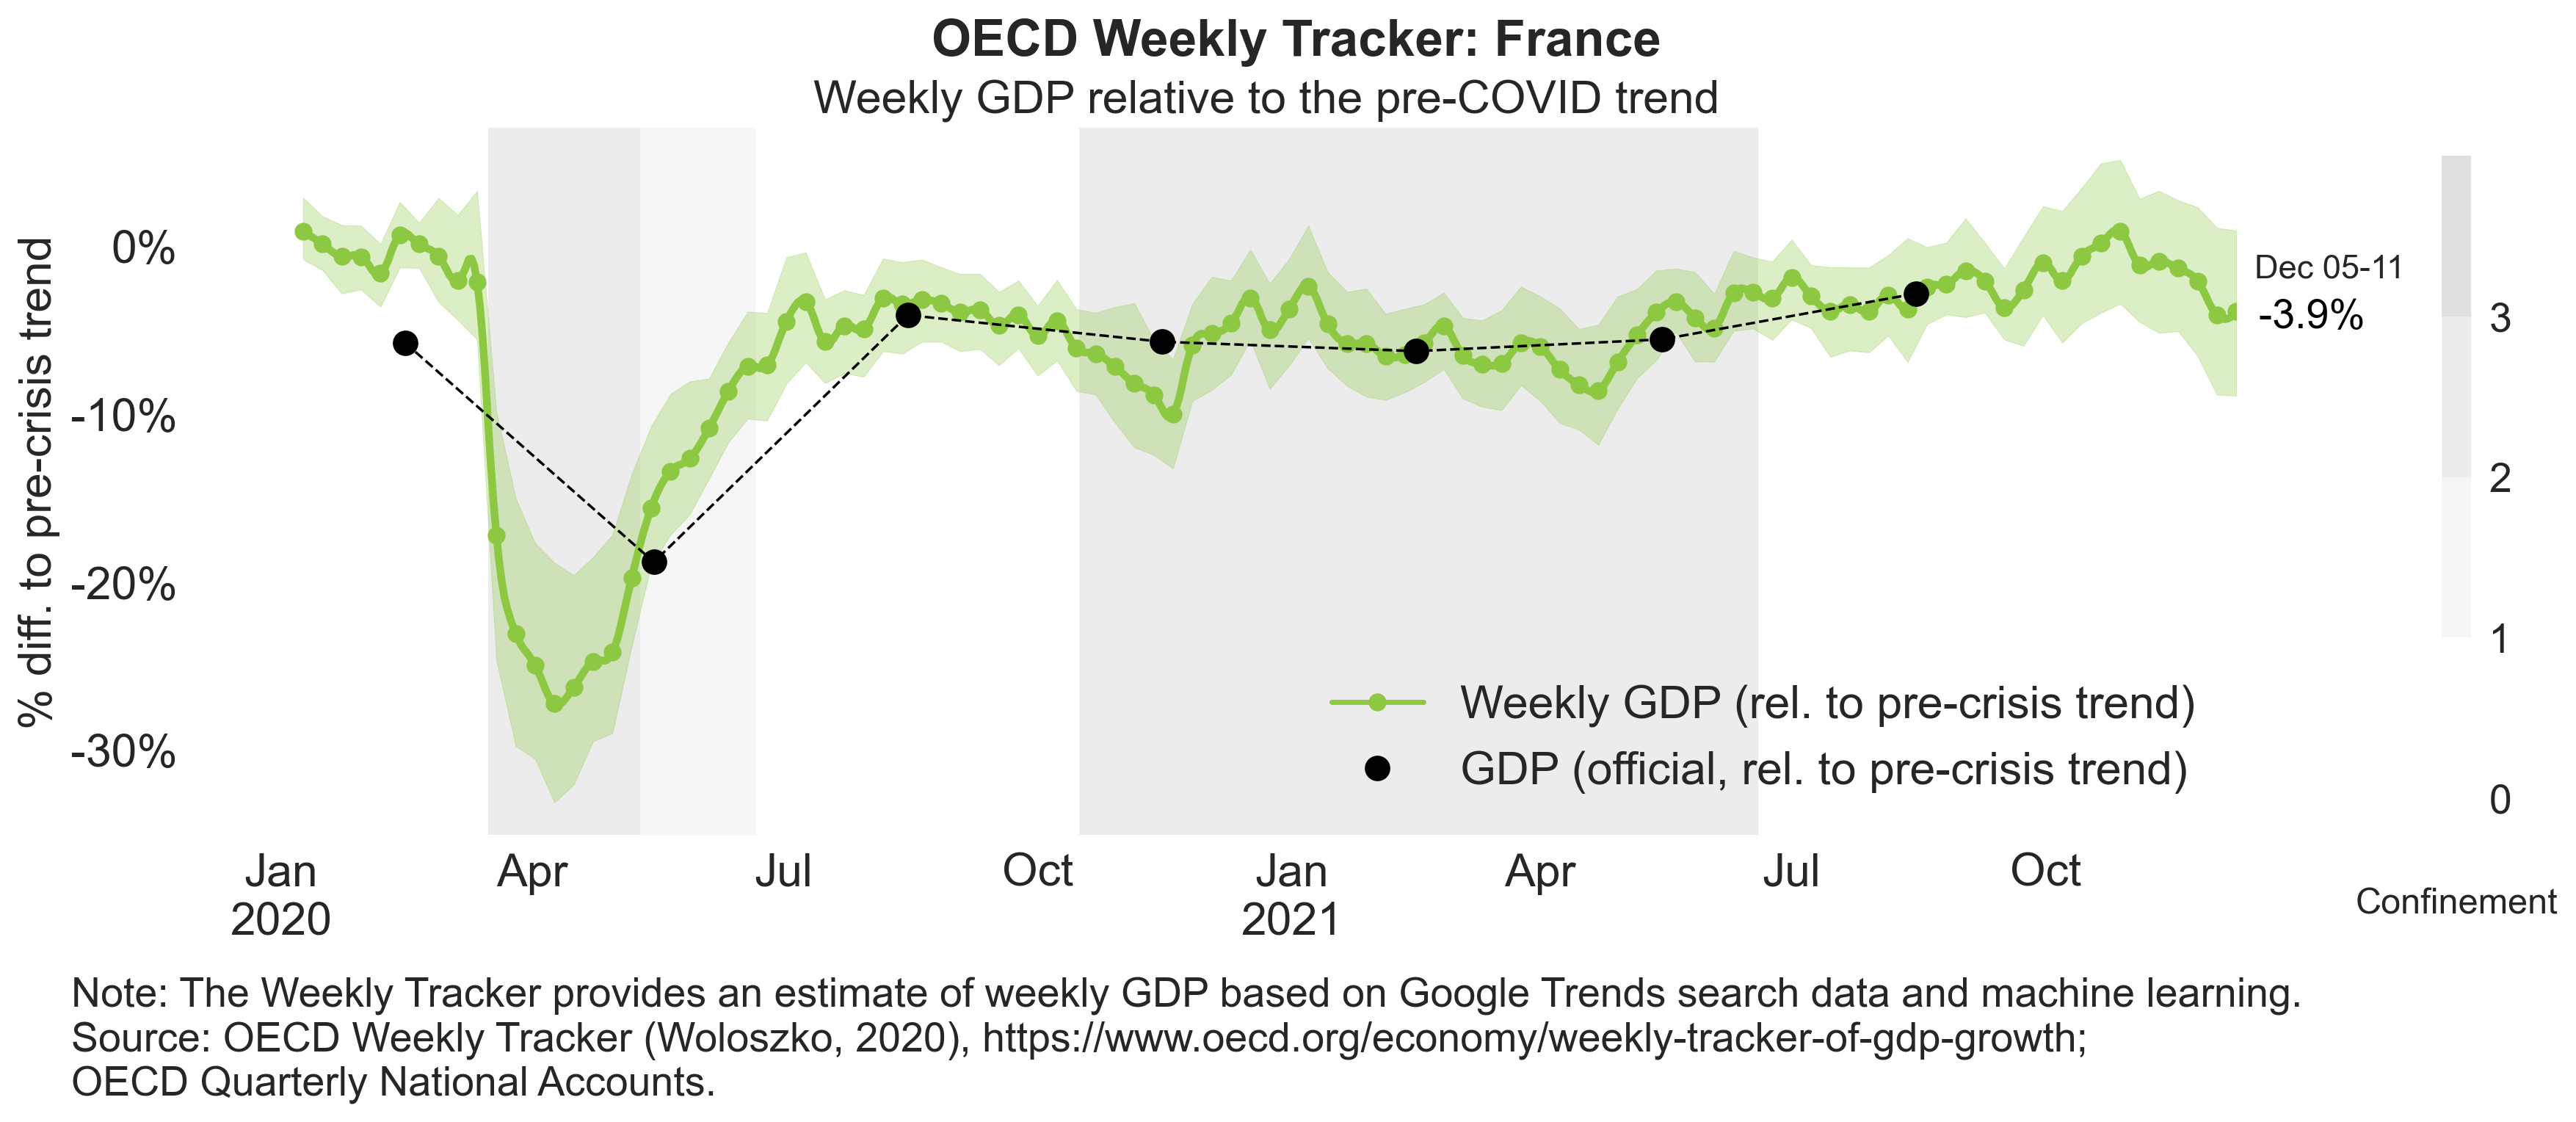 OECD Weekly Tracker: France
Weekly GDP relative to the pre-COVID trend
% diff. to pre-crisis trend
0%
-10%
-20%
-30%
Dec 05-11
-3.9%
3
2
1
0
Weekly GDP (rel. to pre-crisis trend)
GDP (official, rel. to pre-crisis trend)
Jan Apr Jul Oct Jan Apr Jul Oct
2020 2021
Confinement
Note: The Weekly Tracker provides an estimate of weekly GDP based on Google Trends search data and machine learning.
Source: OECD Weekly Tracker (Woloszko, 2020), https://www.oecd.org/economy/weekly-tracker-of-gdp-growth;
OECD Quarterly National Accounts.